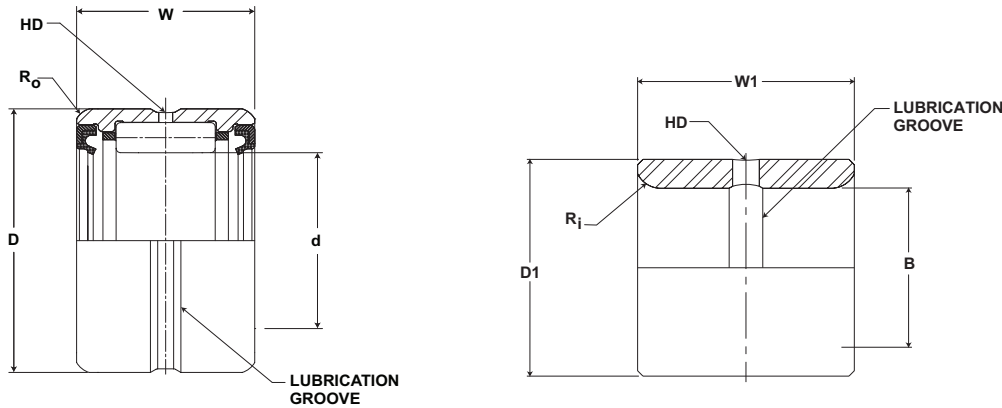 W
HD
Ro
D
d
LUBRICATION
GROOVE
W1
HD
LUBRICATION
GROOVE
Ri
D1
B